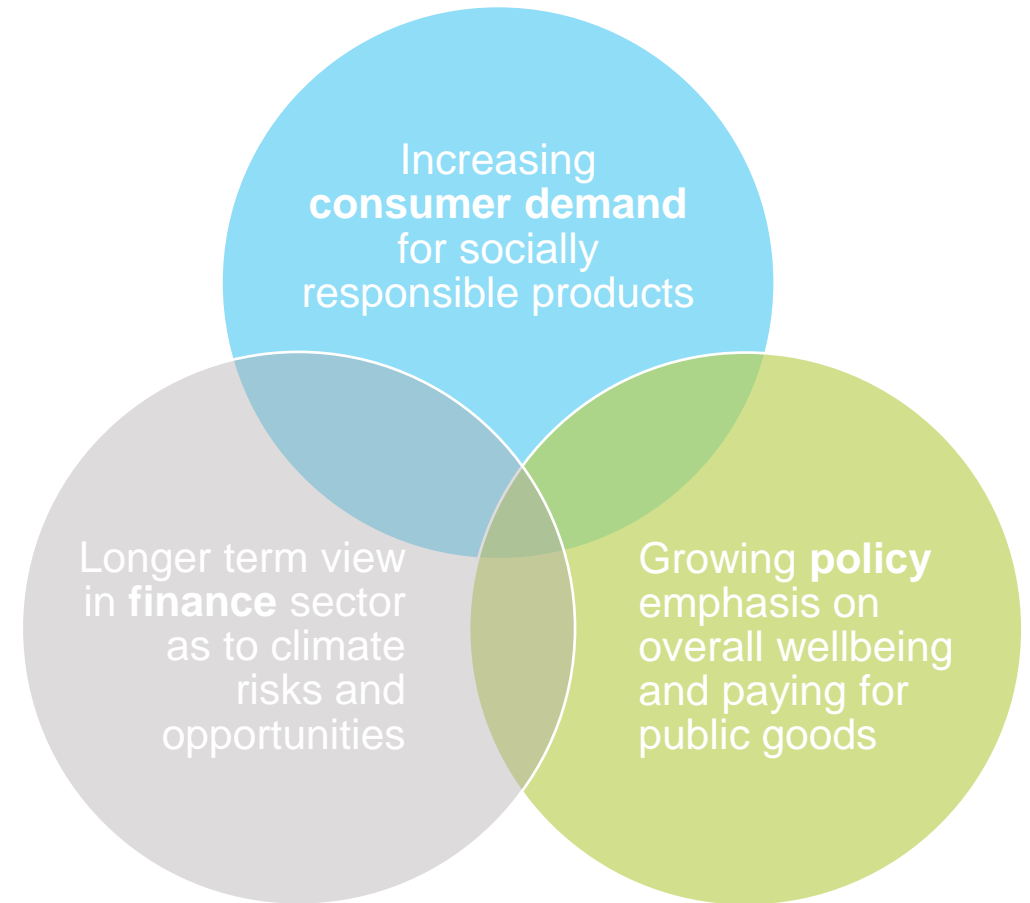 Increasing
consumer demand
for socially
responsible products
Longer term view
in finance sector
as to climate
risks and
opportunities
Growing policy
emphasis on
overall wellbeing
and paying for
public goods